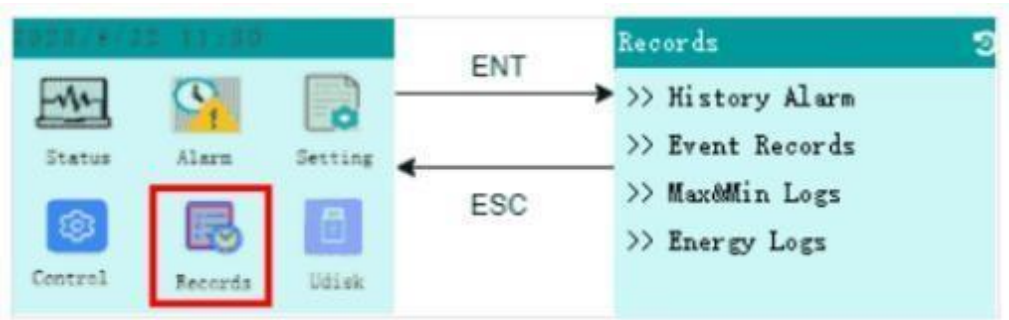 ENT
ESC
Status
Alarm
Setting
Control
Records
Udisk
Records
>> History Alarm
>> Event Records
>> Max&Min Logs
>> Energy Logs